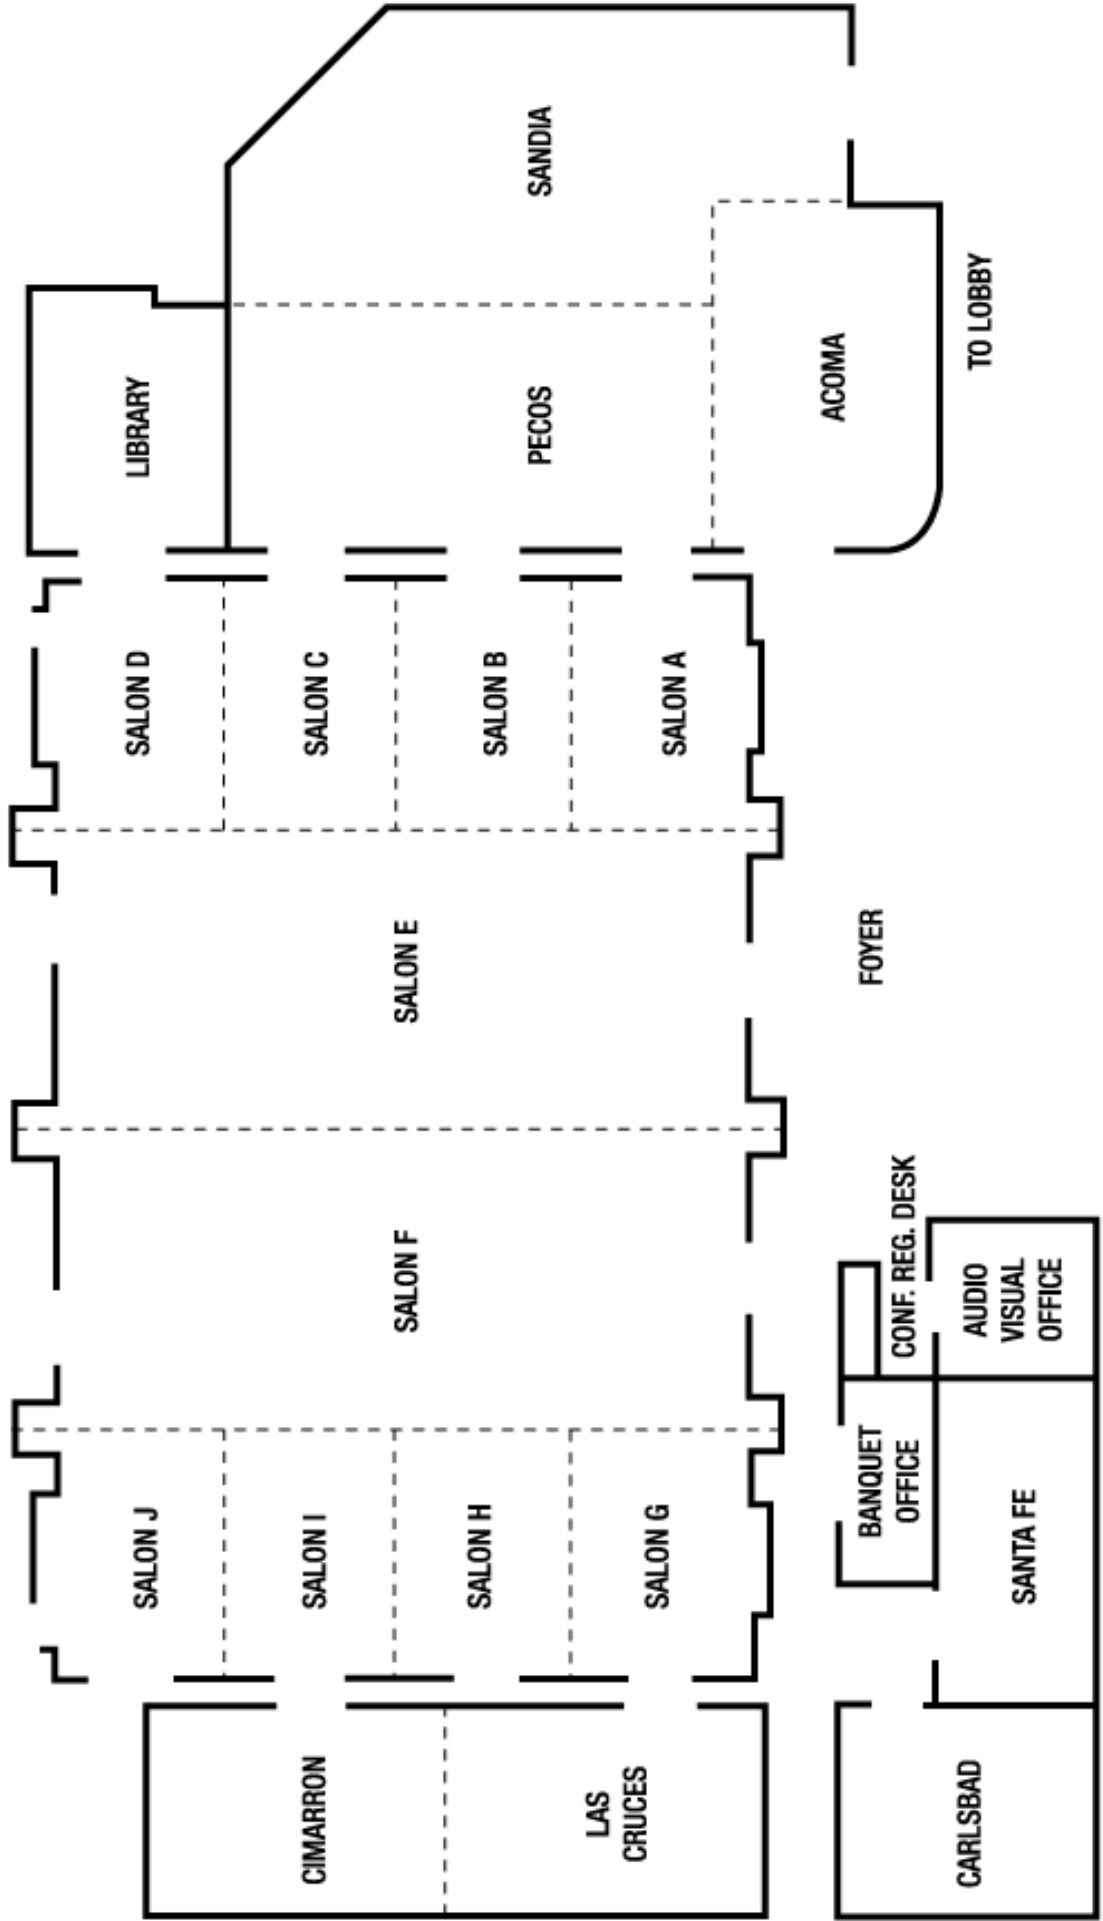 LIBRARY
SANDIA
PECOS
ACOMA
TO LOBBY
SALON D
SALON C
SALON B
SALON A
SALON E
FOYER
SALON F
CONF. REG. DESK
AUDIO
VISUAL
OFFICE
BANQUET
OFFICE
SANTA FE
SALON J
SALON I
SALON H
SALON G
CIMARRON
LAS
CRUCES
CARLSBAD